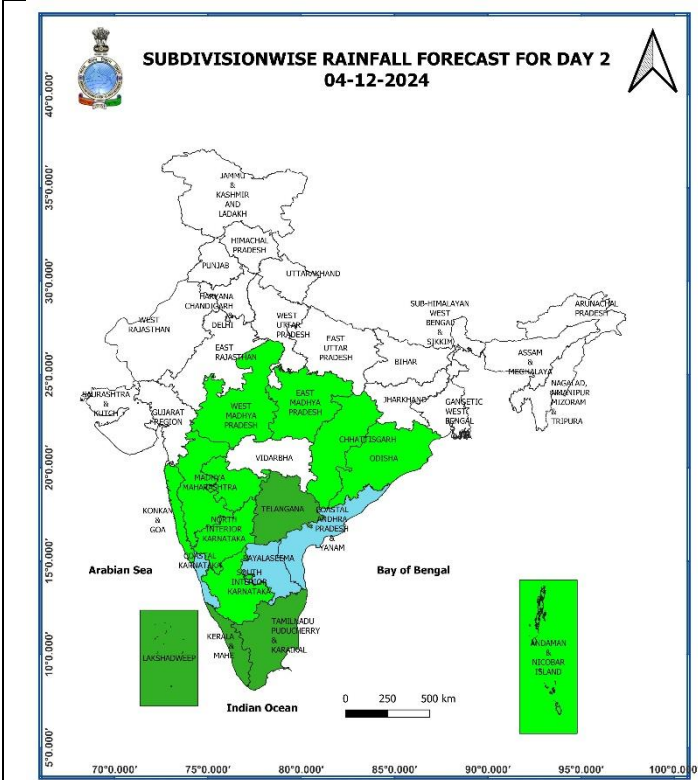 SUBDIVISIONWISE RAINFALL FORECAST FOR DAY 2
04-12-2024
40°0.000'
35°0.000'
30°0.000'
25°0.000'
20°0.000'
15°0.000'
10°0.000'
5°0.000'
JAMMU
&
KASHMIR
AND
LADAKH
HIMACHAL
PRADESH
PUNJAB
UTTARAKHAND
HARYANA
CHANDIGARH
&
DELHI
WEST
RAJASTHAN
WEST
UTTAR
PRADESH
EAST
UTTAR
PRADESH
EAST
RAJASTHAN
SUB-HIMALAYAN
WEST
BENGAL
&
SIKKIM
ARUNACHAL
PRADESH
ASSAM
&
MEGHALAYA
BIHAR
SAURASHTRA
&
KUTCH
GUJARAT
REGION
WEST
MADHYA
PRADESH
EAST
MADHYA
PRADESH
JHARKHAND
GANGETIC
WEST
BENGAL
MIZORAM
&
TRIPURA
CHHATTISGARH
ODISHA
VIDARBHA
MADHYA
MAHARASHTRA
KONKAN
&
GOA
TELANGANA
NORTH
INTERIOR
KARNATAKA
COASTAL
ANDHRA
PRADESH
&
YANAM
COASTAL
KARNATAKA
RAYALASEEMA
SOUTH
INTERIOR
KARNATAKA
Arabian Sea
Bay of Bengal
LAKSHADWEEP
KERALA
&
MAHE
TAMILNADU
PUDUCHERRY
&
KARAIKAL
ANDAMAN
&
NICOBAR
ISLAND
Indian Ocean
0 250 500 km
70°0.000' 75°0.000' 80°0.000' 85°0.000' 90°0.000' 95°0.000' 100°0.000